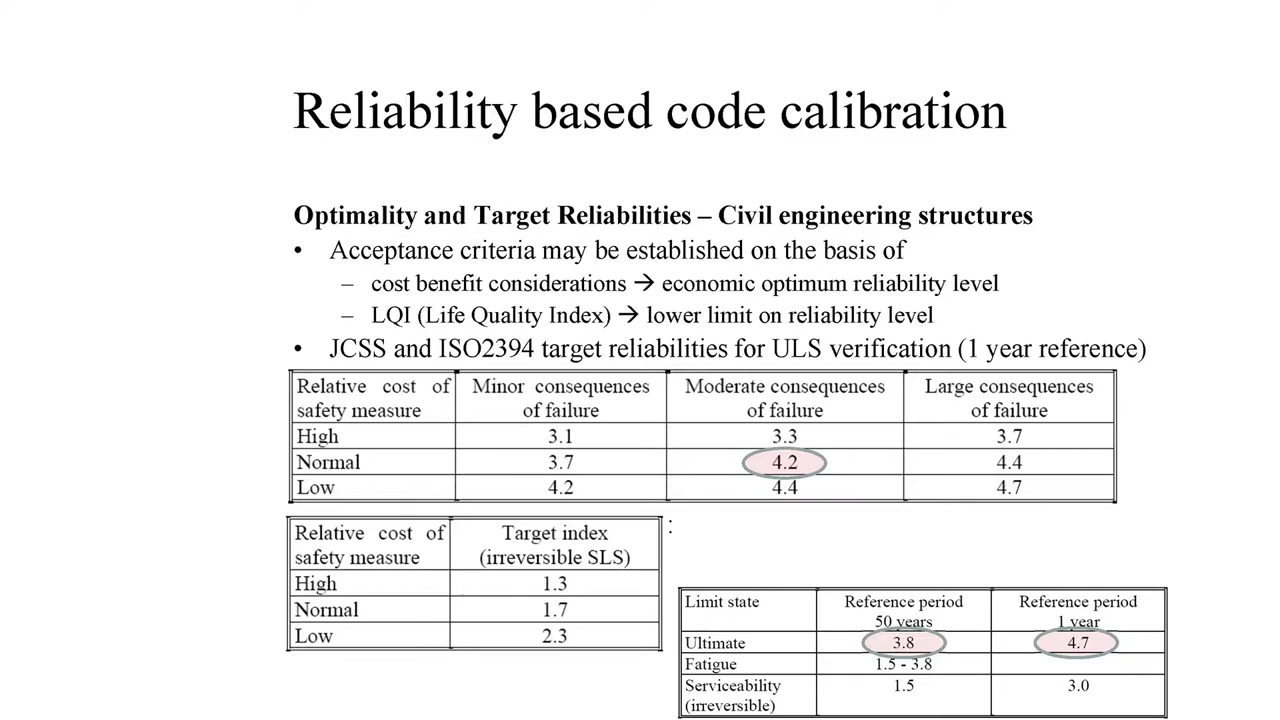 Reliability based code calibration
Optimality and Target Reliabilities – Civil engineering structures
• Acceptance criteria may be established on the basis of
– cost benefit considerations → economic optimum reliability level
– LQI (Life Quality Index) → lower limit on reliability level
• JCSS and ISO2394 target reliabilities for ULS verification (1 year reference)
Relative cost of safety measure | Minor consequences of failure | Moderate consequences of failure | Large consequences of failure
High | 3.1 | 3.3 | 3.7
Normal | 3.7 | 4.2 | 4.4
Low | 4.2 | 4.4 | 4.7
:
Relative cost of safety measure | Target index (irreversible SLS)
High | 1.3
Normal | 1.7
Low | 2.3
Limit state | Reference period 50 years | Reference period 1 year
Ultimate | 3.8 | 4.7
Fatigue | 1.5 - 3.8
Serviceability (irreversible) | 1.5 | 3.0